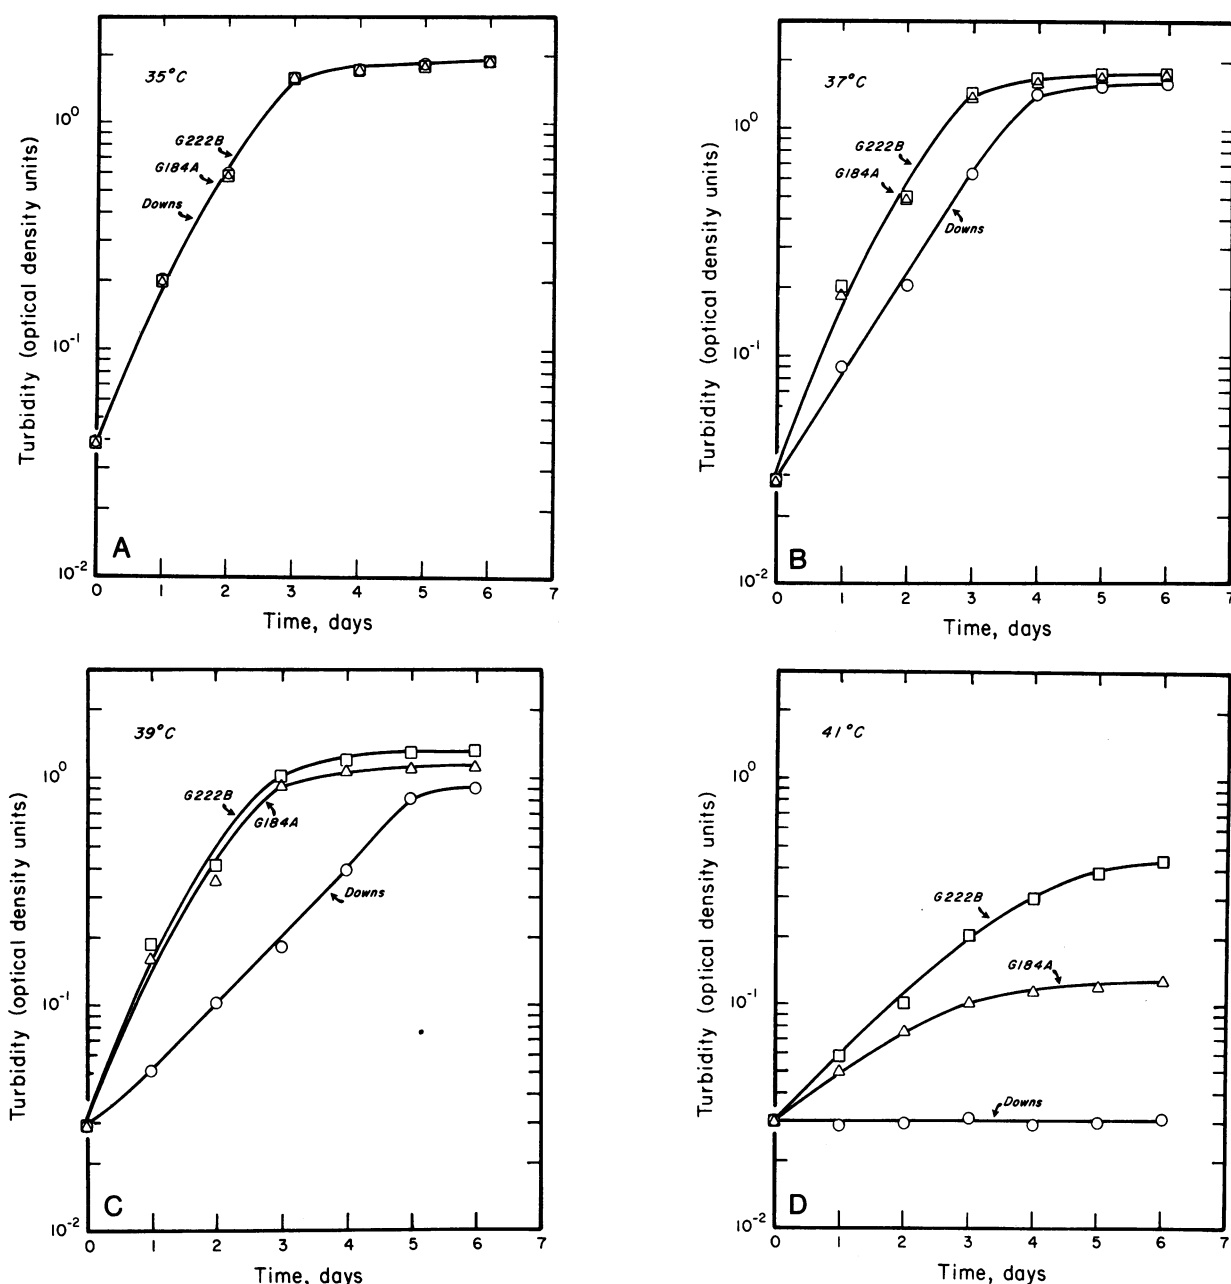 35°C
Turbidity (optical density units)
10⁰
10⁻¹
10⁻²
G222B
G184A
Downs
A
0 1 2 3 4 5 6 7
Time, days
37°C
Turbidity (optical density units)
10⁰
10⁻¹
10⁻²
G222B
G184A
Downs
B
0 1 2 3 4 5 6 7
Time, days
39°C
Turbidity (optical density units)
10⁰
10⁻¹
10⁻²
G222B
G184A
Downs
C
0 1 2 3 4 5 6 7
Time, days
41°C
Turbidity (optical density units)
10⁰
10⁻¹
10⁻²
G222B
G184A
Downs
D
0 1 2 3 4 5 6 7
Time, days